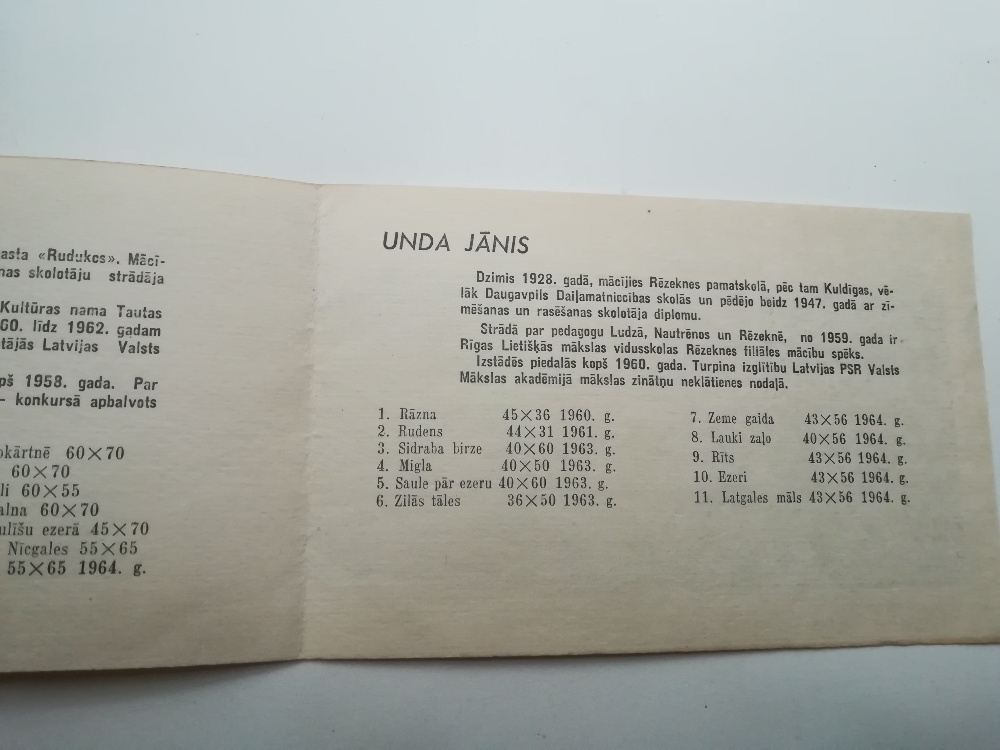 asta «Rudukcs». Mācī-
nas skolotāju strādāja
Kultūras nama Tautas
60. līdz 1962. gadam
tājās Latvijas Valsts
pš 1958. gada. Par
– konkursā apbalvots
okārtnē 60×70
60×70
li 60×55
alna 60×70
ulīšu ezerā 45×70
Nīcgales 55×65
55×65 1964. g.
UNDA JĀNIS
Dzimis 1928. gadā, mācījies Rēzeknes pamatskolā, pēc tam Kuldīgas, vē-
lāk Daugavpils Daiļamatniecības skolās un pēdējo beidz 1947. gadā ar zī-
mēšanas un rasēšanas skolotāja diplomu.
Strādā par pedagogu Ludzā, Nautrēnos un Rēzeknē, no 1959. gada ir
Rīgas Lietišķās mākslas vidusskolas Rēzeknes filiāles mācību spēks.
Izstādēs piedalās kopš 1960. gada. Turpina izglītību Latvijas PSR Valsts
Mākslas akadēmijā mākslas zinātņu neklātienes nodaļā.
1. Rāzna 45×36 1960. g.
2. Rudens 44×31 1961. g.
3. Sidraba birze 40×60 1963. g.
4. Migla 40×50 1963. g.
5. Saule pār ezeru 40×60 1963. g.
6. Zilās tāles 36×50 1963. g.
7. Zeme gaida 43×56 1964. g.
8. Lauki zaļo 40×56 1964. g.
9. Rīts 43×56 1964. g.
10. Ezeri 43×56 1964. g.
11. Latgales māls 43×56 1964. g.